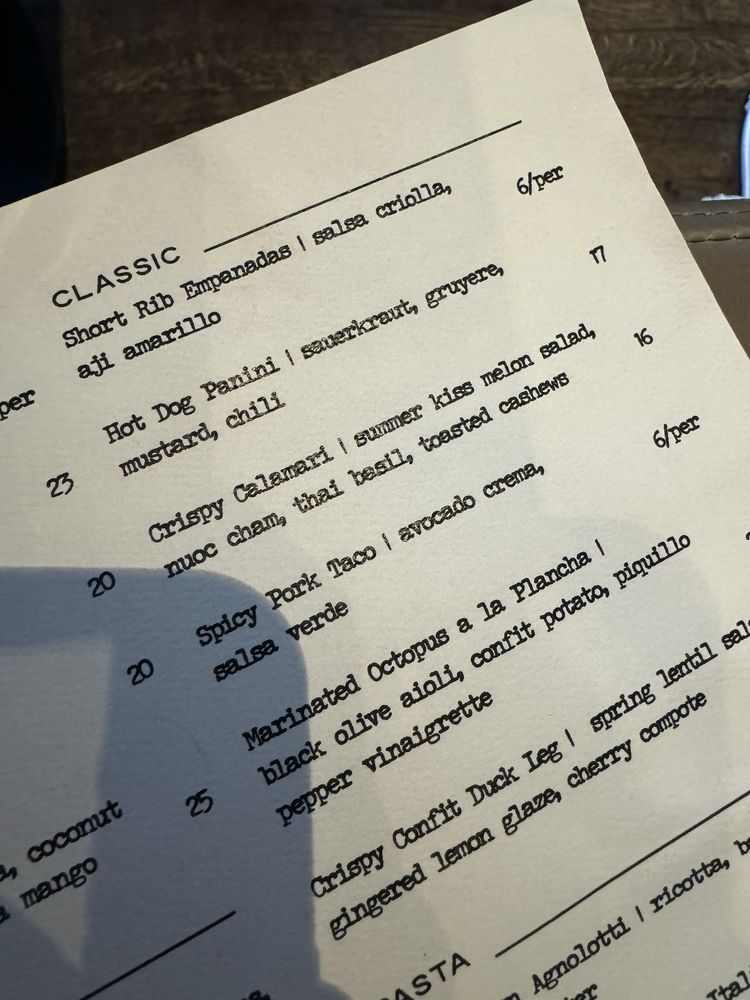 CLASSIC
Short Rib Empanadas | salsa criolla, 6/per
aji amarillo
Hot Dog Panini | sauerkraut, gruyere, 17
mustard, chili
Crispy Calamari | summer kiss melon salad, 16
nuoc cham, thai basil, toasted cashews
Spicy Pork Taco | avocado crema, 6/per
salsa verde
Marinated Octopus a la Plancha |
black olive aioli, confit potato, piquillo
pepper vinaigrette
Crispy Confit Duck Leg | spring lentil
gingered lemon glaze, cherry compote
Agnolotti | ricotta,
per
23
20
20
25
coconut
mango